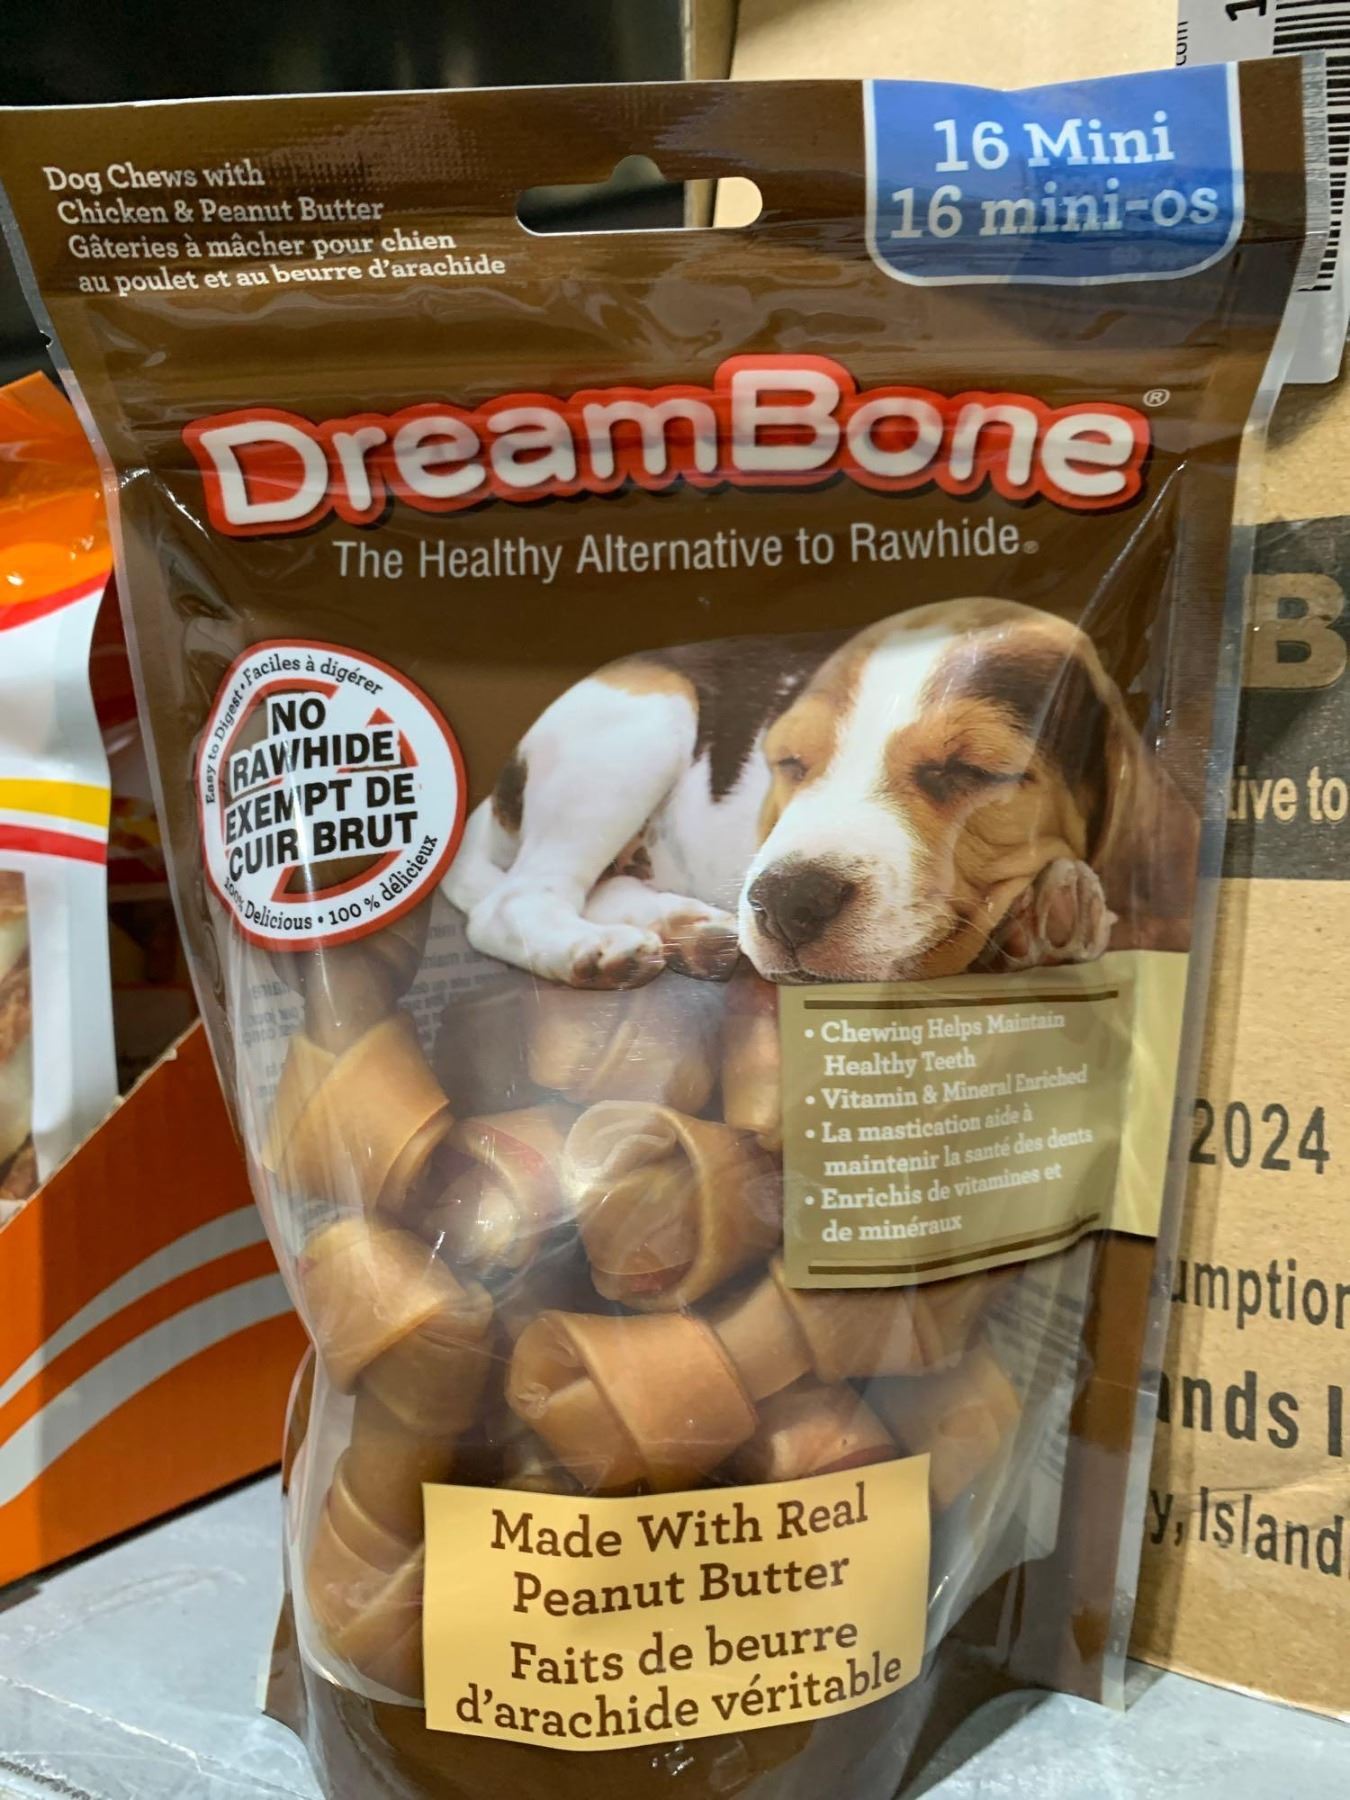 Dog Chews with
Chicken & Peanut Butter
Gâteries à mâcher pour chien
au poulet et au beurre d'arachide
16 Mini
16 mini-os
DreamBone®
The Healthy Alternative to Rawhide®
Easy to Digest • Faciles à digérer
NO
RAWHIDE
EXEMPT DE
CUIR BRUT
100% Delicious • 100 % délicieux
• Chewing Helps Maintain
Healthy Teeth
• Vitamin & Mineral Enriched
• La mastication aide à
maintenir la santé des dents
• Enrichis de vitamines et
de minéraux
Made With Real
Peanut Butter
Faits de beurre
d'arachide véritable
B
tive to
2024
umption
ands I
y, Island